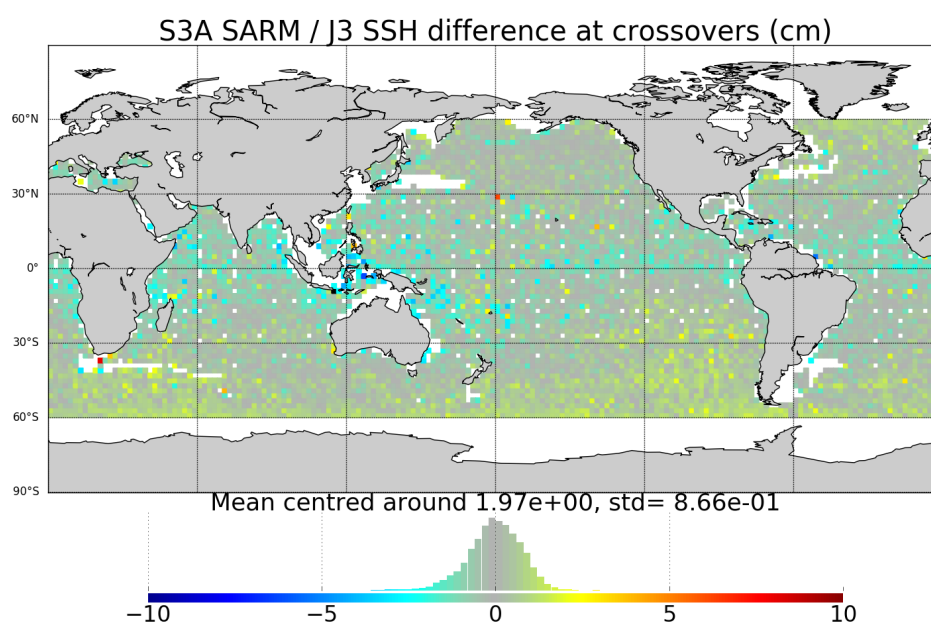 S3A SARM / J3 SSH difference at crossovers (cm)
60°N
30°N
0°
30°S
60°S
90°S
Mean centred around 1.97e+00, std= 8.66e-01
−10 −5 0 5 10